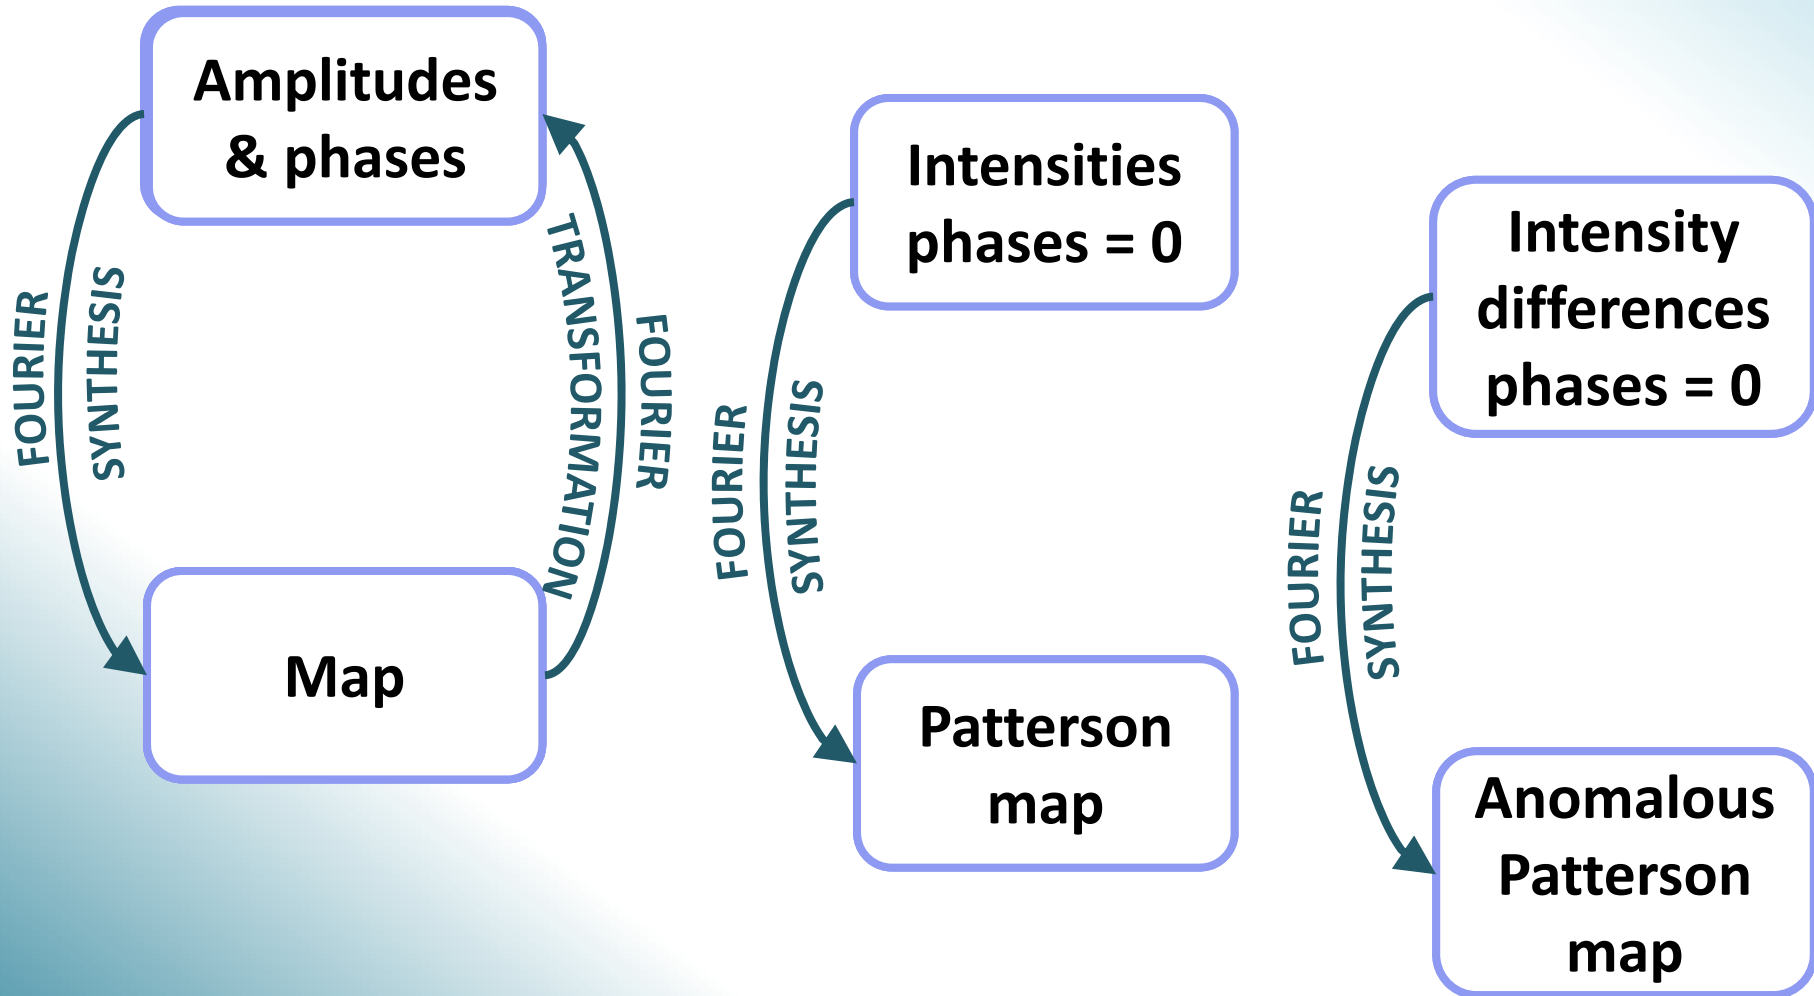 Amplitudes
& phases
FOURIER
SYNTHESIS
TRANSFORMATION
FOURIER
Map
Intensities
phases = 0
FOURIER
SYNTHESIS
Patterson
map
Intensity
differences
phases = 0
FOURIER
SYNTHESIS
Anomalous
Patterson
map